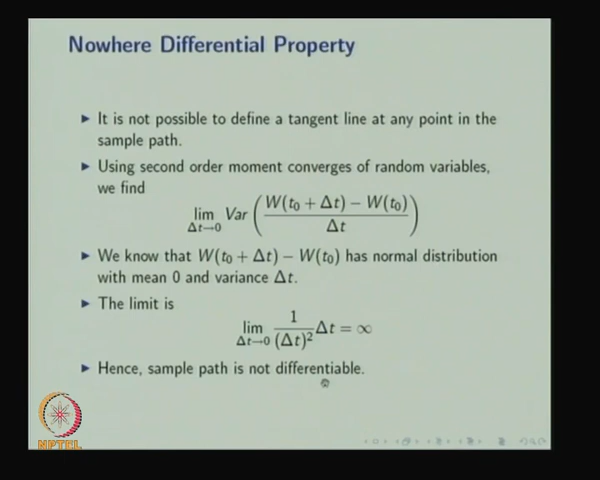 Nowhere Differential Property
► It is not possible to define a tangent line at any point in the
sample path.
► Using second order moment converges of random variables,
we find
lim Δt→0 Var ( (W(t₀ + Δt) − W(t₀)) / Δt )
► We know that W(t₀ + Δt) − W(t₀) has normal distribution
with mean 0 and variance Δt.
► The limit is
lim Δt→0 1/(Δt)² Δt = ∞
► Hence, sample path is not differentiable.
NPTEL